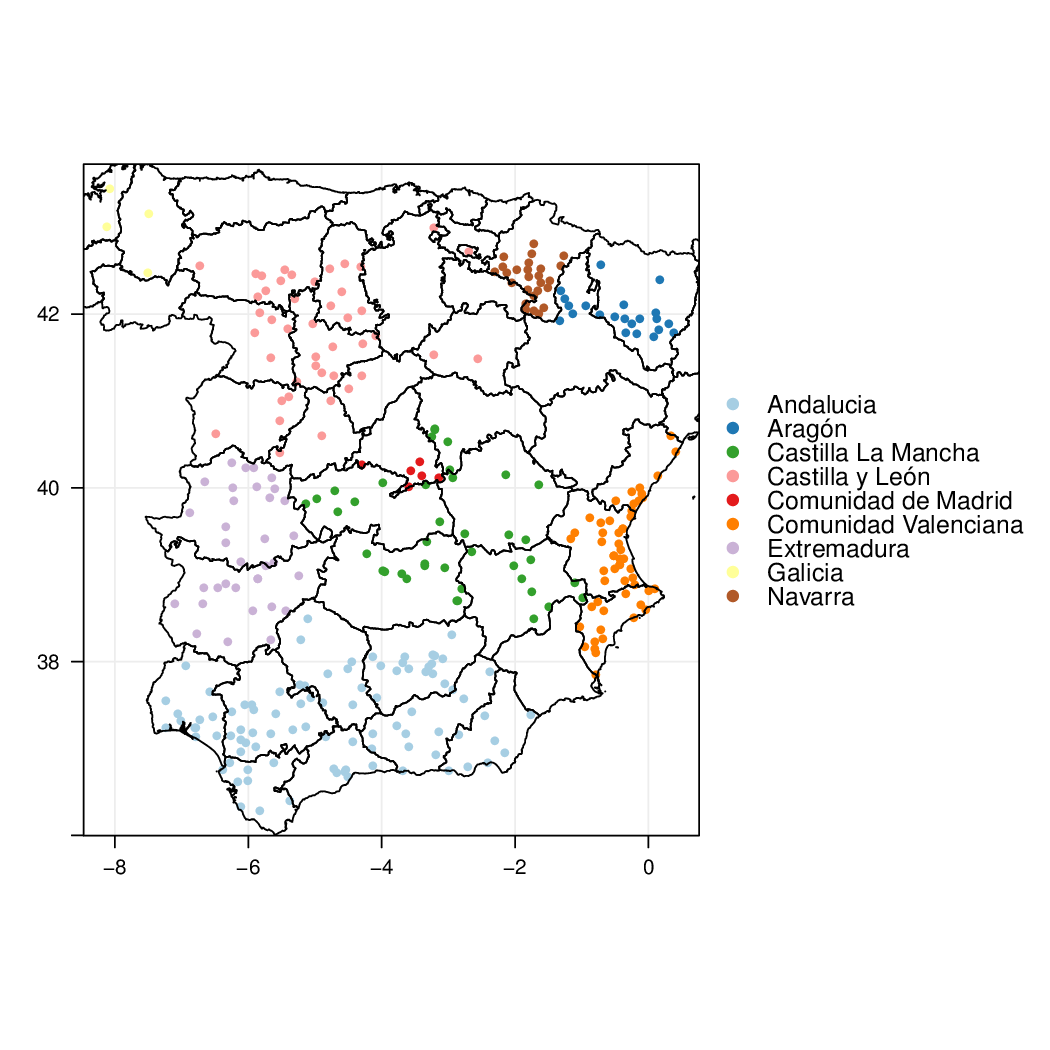 42
40
38
−8 −6 −4 −2 0
Andalucia
Aragón
Castilla La Mancha
Castilla y León
Comunidad de Madrid
Comunidad Valenciana
Extremadura
Galicia
Navarra